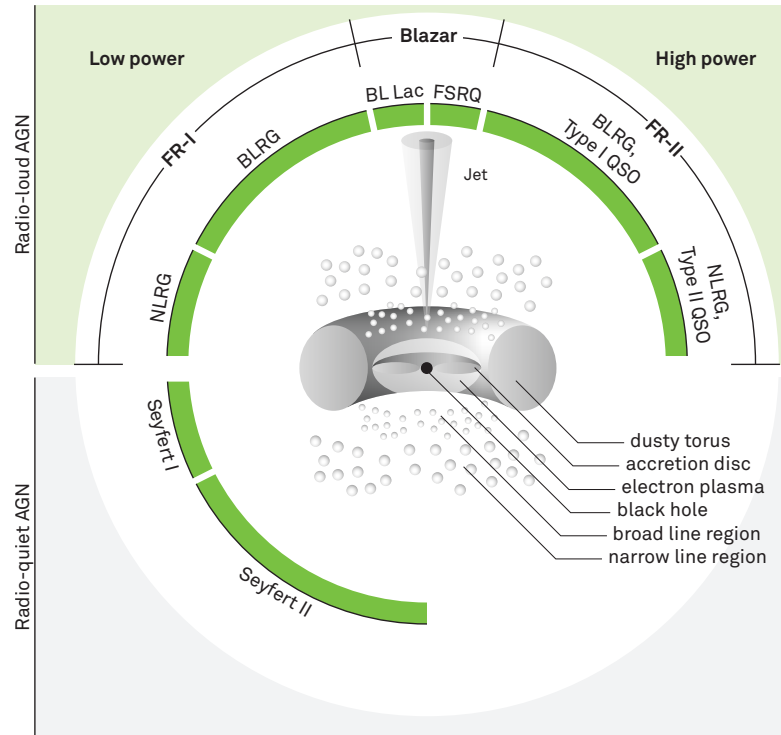 Blazar
Low power
High power
BL Lac
FSRQ
FR-I
BLRG
BLRG,
Type I QSO
FR-II
Jet
NLRG
NLRG,
Type II QSO
Radio-loud AGN
Radio-quiet AGN
Seyfert I
Seyfert II
dusty torus
accretion disc
electron plasma
black hole
broad line region
narrow line region